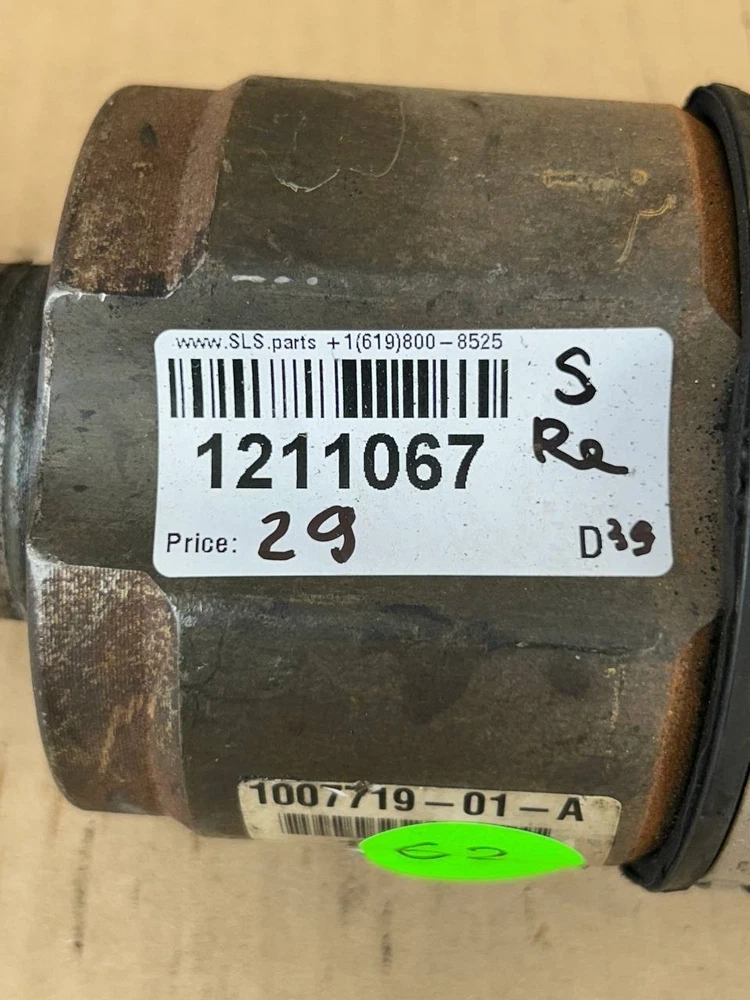 www.SLS.parts +1(619)800-8525
S
1211067
Re
Price: 29
D39
1007719-01-A